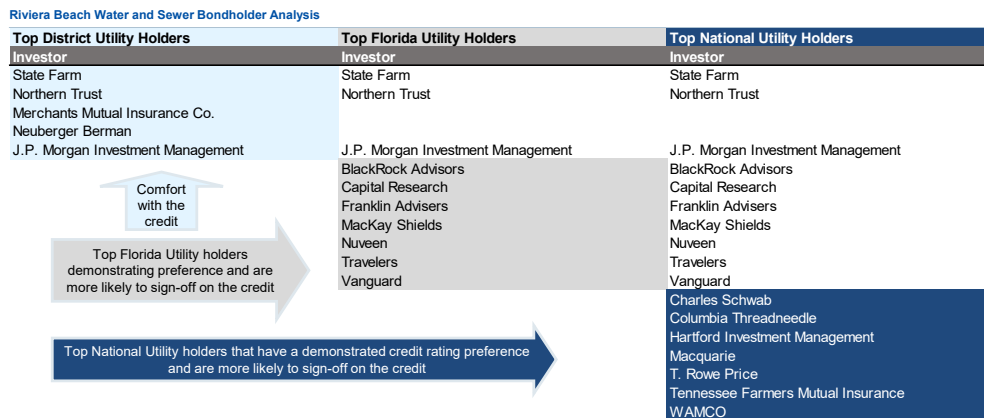 Riviera Beach Water and Sewer Bondholder Analysis
Top District Utility Holders Top Florida Utility Holders Top National Utility Holders
Investor Investor Investor
State Farm State Farm State Farm
Northern Trust Northern Trust Northern Trust
Merchants Mutual Insurance Co.
Neuberger Berman
J.P. Morgan Investment Management J.P. Morgan Investment Management J.P. Morgan Investment Management
BlackRock Advisors BlackRock Advisors
Capital Research Capital Research
Franklin Advisers Franklin Advisers
MacKay Shields MacKay Shields
Nuveen Nuveen
Travelers Travelers
Vanguard Vanguard
Comfort
with the
credit
Top Florida Utility holders
demonstrating preference and are
more likely to sign-off on the credit
Charles Schwab
Columbia Threadneedle
Hartford Investment Management
Macquarie
T. Rowe Price
Tennessee Farmers Mutual Insurance
WAMCO
Top National Utility holders that have a demonstrated credit rating preference
and are more likely to sign-off on the credit